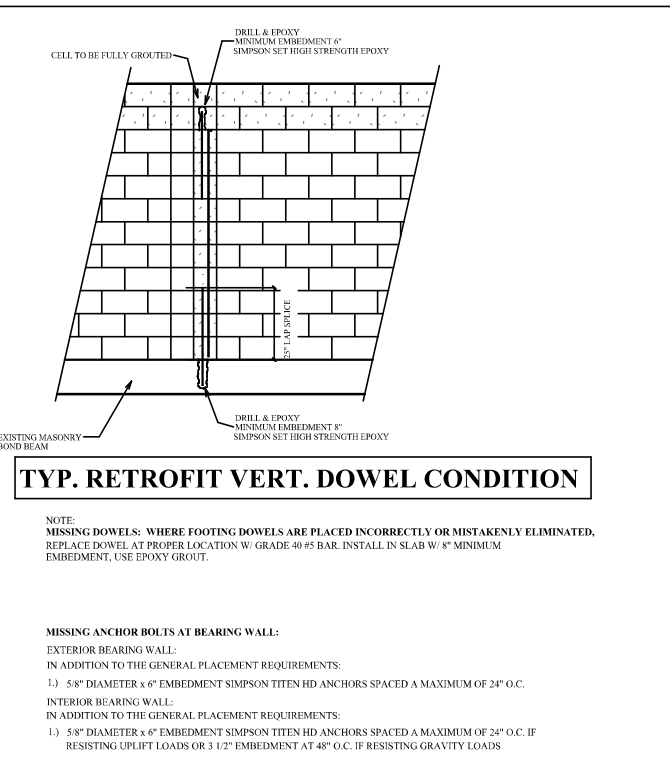 DRILL & EPOXY
MINIMUM EMBEDMENT 6"
SIMPSON SET HIGH STRENGTH EPOXY
CELL TO BE FULLY GROUTED
25" LAP SPLICE
DRILL & EPOXY
MINIMUM EMBEDMENT 8"
SIMPSON SET HIGH STRENGTH EPOXY
EXISTING MASONRY
BOND BEAM
TYP. RETROFIT VERT. DOWEL CONDITION
NOTE:
MISSING DOWELS: WHERE FOOTING DOWELS ARE PLACED INCORRECTLY OR MISTAKENLY ELIMINATED,
REPLACE DOWEL AT PROPER LOCATION W/ GRADE 40 #5 BAR. INSTALL IN SLAB W/ 8" MINIMUM
EMBEDMENT, USE EPOXY GROUT.
MISSING ANCHOR BOLTS AT BEARING WALL:
EXTERIOR BEARING WALL:
IN ADDITION TO THE GENERAL PLACEMENT REQUIREMENTS:
1.) 5/8" DIAMETER x 6" EMBEDMENT SIMPSON TITEN HD ANCHORS SPACED A MAXIMUM OF 24" O.C.
INTERIOR BEARING WALL:
IN ADDITION TO THE GENERAL PLACEMENT REQUIREMENTS:
1.) 5/8" DIAMETER x 6" EMBEDMENT SIMPSON TITEN HD ANCHORS SPACED A MAXIMUM OF 24" O.C. IF
RESISTING UPLIFT LOADS OR 3 1/2" EMBEDMENT AT 48" O.C. IF RESISTING GRAVITY LOADS